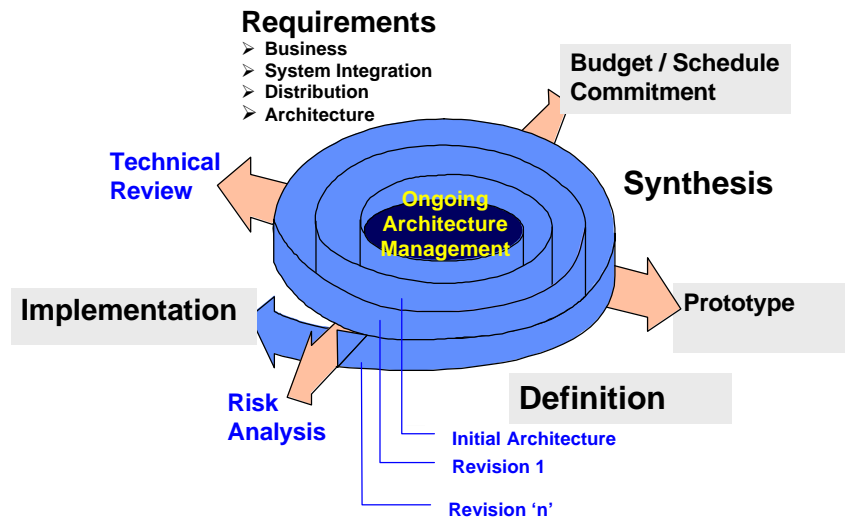 Requirements
➢ Business
➢ System Integration
➢ Distribution
➢ Architecture
Budget / Schedule
Commitment
Technical
Review
Synthesis
Ongoing
Architecture
Management
Implementation
Prototype
Risk
Analysis
Definition
Initial Architecture
Revision 1
Revision ‘n’